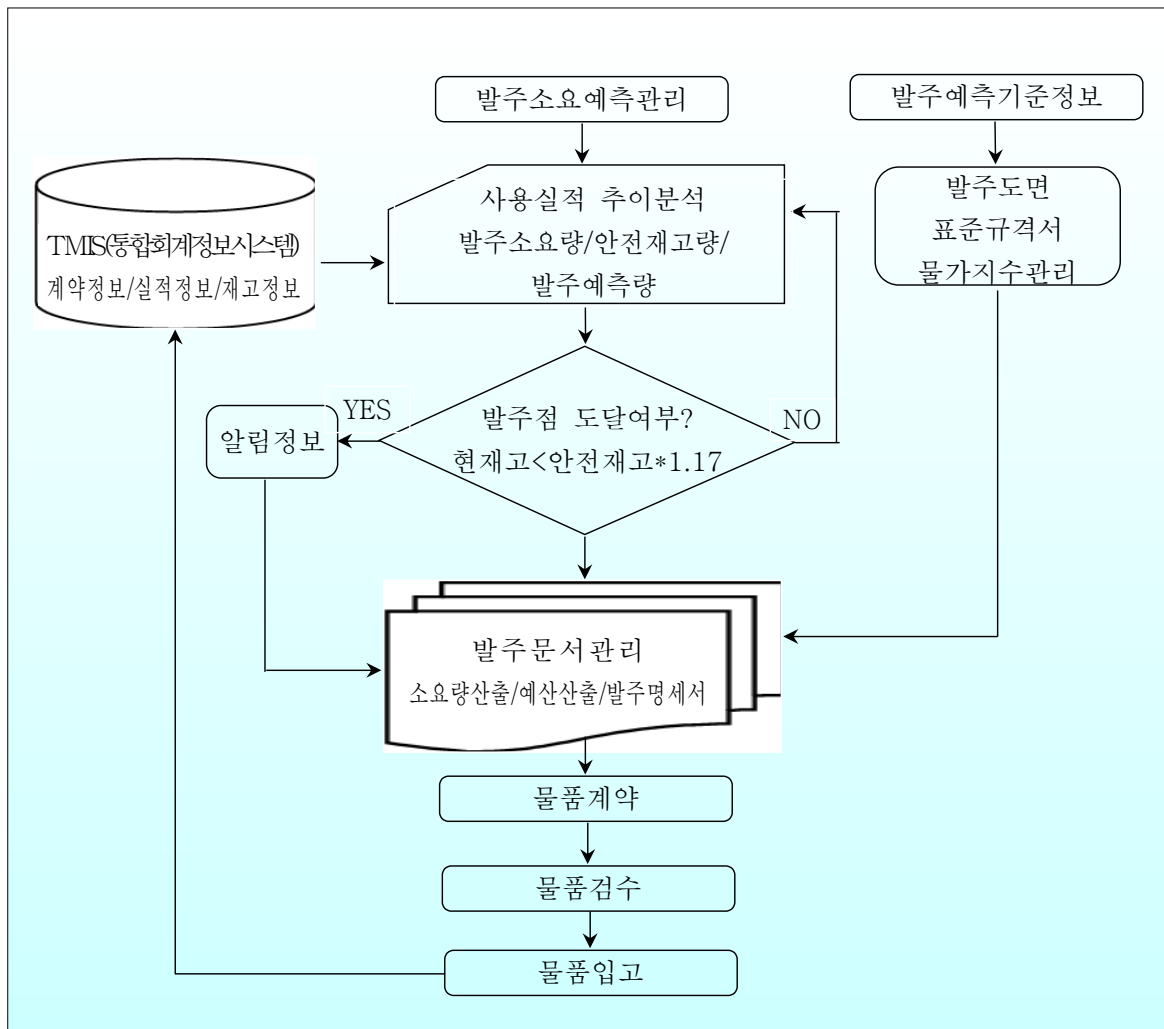 발주소요예측관리
발주예측기준정보
TMIS(통합회계정보시스템)
계약정보/실적정보/재고정보
사용실적 추이분석
발주소요량/안전재고량/
발주예측량
발주도면
표준규격서
물가지수관리
YES
알림정보
발주점 도달여부?
현재고<안전재고*1.17
NO
발주문서관리
소요량산출/예산산출/발주명세서
물품계약
물품검수
물품입고